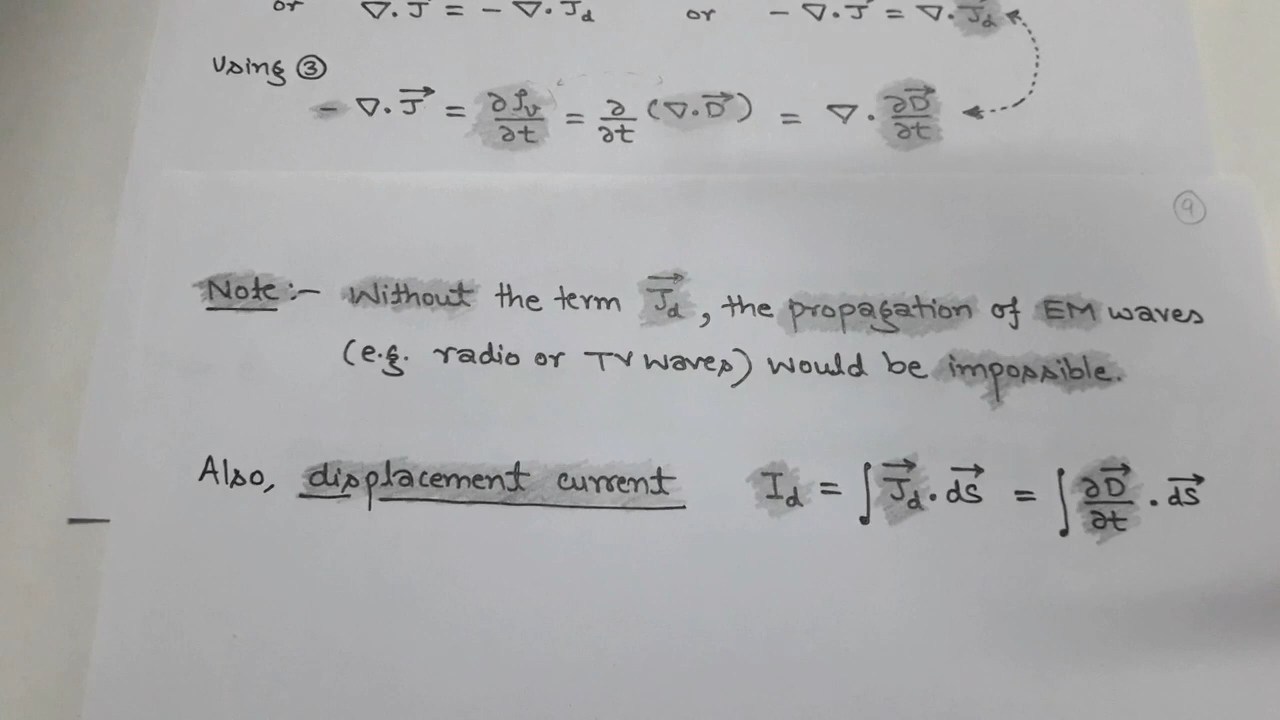 or ∇.J = - ∇.J_d or - ∇.J = ∇.J_d
Using ③
- ∇.J⃗ = ∂ρ_v/∂t = ∂/∂t (∇.D⃗) = ∇. ∂D⃗/∂t
9
Note:- Without the term J⃗_d, the propagation of EM waves
(e.g. radio or TV waves) would be impossible.
Also, displacement current I_d = ∫J⃗_d.ds⃗ = ∫∂D⃗/∂t . ds⃗